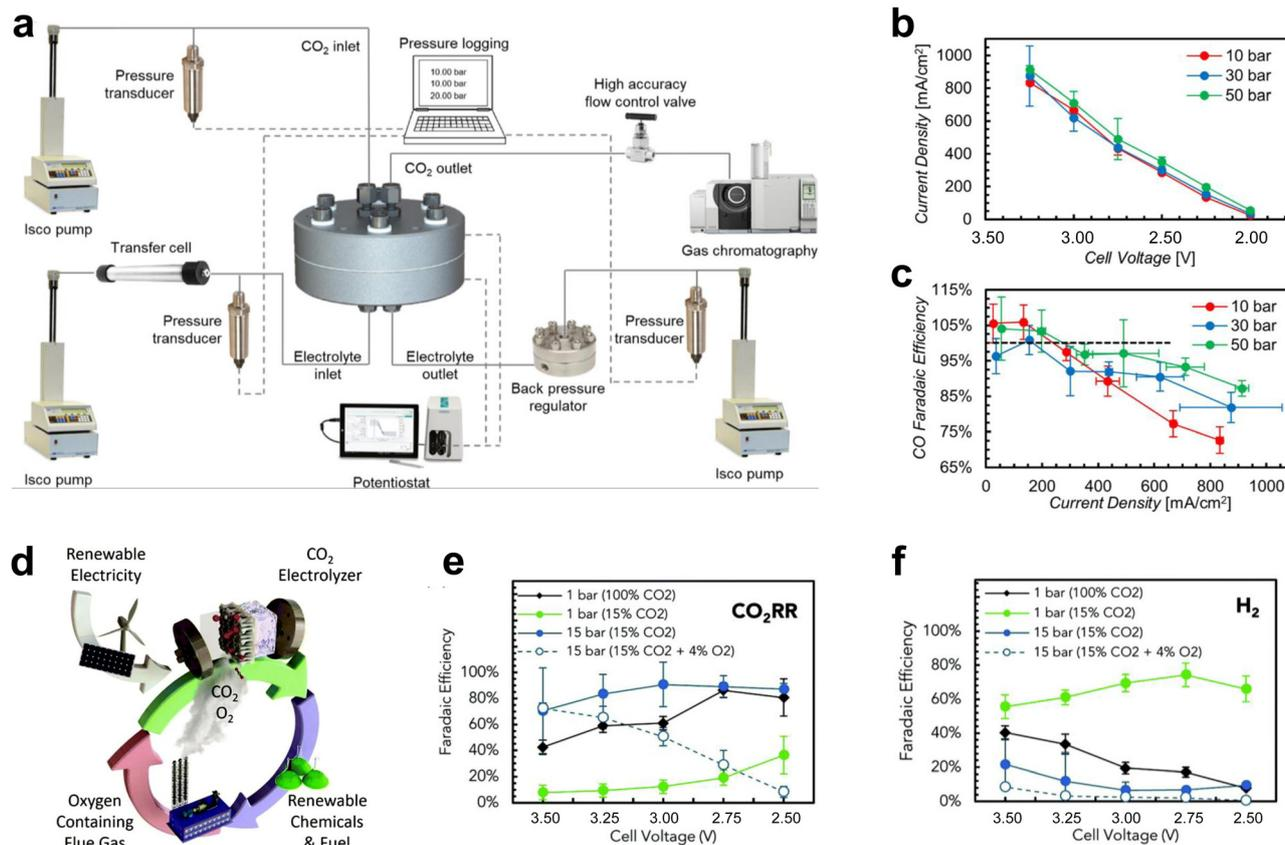 a
CO2 inlet
Pressure logging
10.00 bar
10.00 bar
20.00 bar
Pressure
transducer
High accuracy
flow control valve
CO2 outlet
Isco pump
Gas chromatography
Transfer cell
Pressure
transducer
Pressure
transducer
Electrolyte
inlet
Electrolyte
outlet
Back pressure
regulator
Isco pump
Potentiostat
Isco pump
b
Current Density [mA/cm2]
1000
800
600
400
200
0
10 bar
30 bar
50 bar
3.50 3.00 2.50 2.00
Cell Voltage [V]
c
CO Faradaic Efficiency
115%
105%
95%
85%
75%
65%
10 bar
30 bar
50 bar
0 200 400 600 800 1000
Current Density [mA/cm2]
d
Renewable
Electricity
CO2
Electrolyzer
CO2
O2
Oxygen
Containing
Flue Gas
Renewable
Chemicals
& Fuel
e
1 bar (100% CO2)
1 bar (15% CO2)
15 bar (15% CO2)
15 bar (15% CO2 + 4% O2)
CO2RR
Faradaic Efficiency
100%
80%
60%
40%
20%
0%
3.50 3.25 3.00 2.75 2.50
Cell Voltage (V)
f
1 bar (100% CO2)
1 bar (15% CO2)
15 bar (15% CO2)
15 bar (15% CO2 + 4% O2)
H2
Faradaic Efficiency
100%
80%
60%
40%
20%
0%
3.50 3.25 3.00 2.75 2.50
Cell Voltage (V)